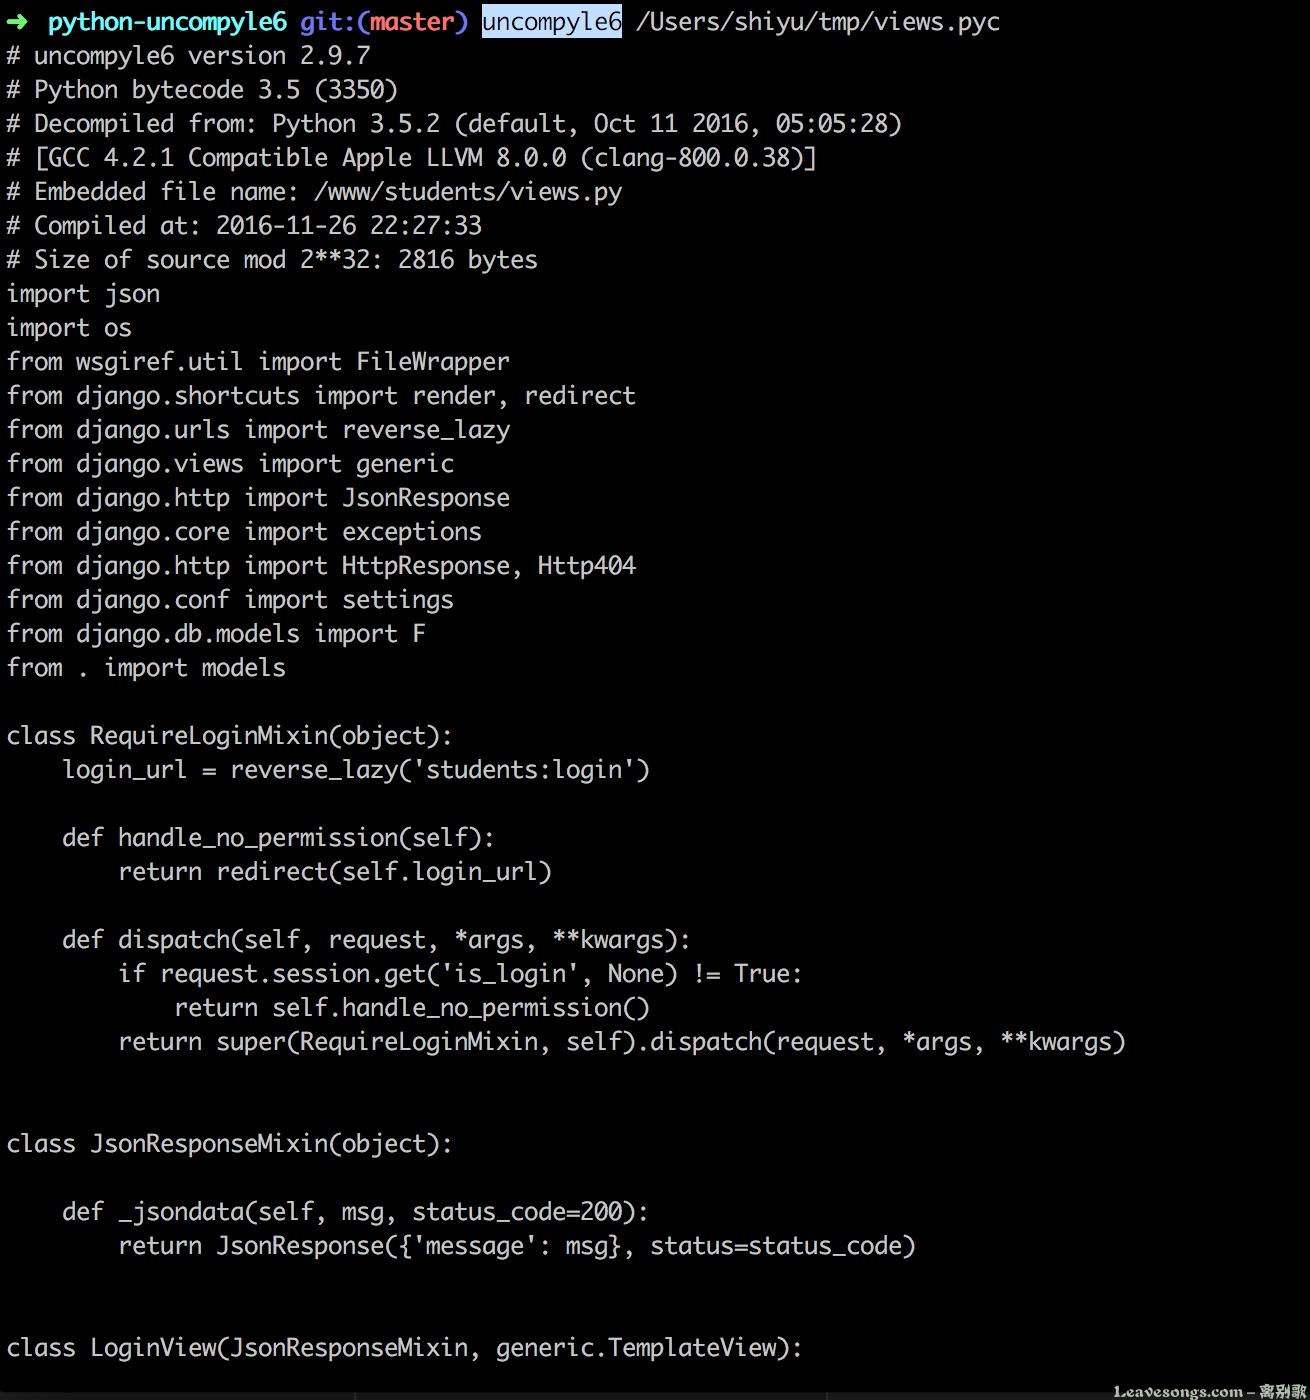 ➜  python-uncompyle6 git:(master) uncompyle6 /Users/shiyu/tmp/views.pyc
# uncompyle6 version 2.9.7
# Python bytecode 3.5 (3350)
# Decompiled from: Python 3.5.2 (default, Oct 11 2016, 05:05:28)
# [GCC 4.2.1 Compatible Apple LLVM 8.0.0 (clang-800.0.38)]
# Embedded file name: /www/students/views.py
# Compiled at: 2016-11-26 22:27:33
# Size of source mod 2**32: 2816 bytes
import json
import os
from wsgiref.util import FileWrapper
from django.shortcuts import render, redirect
from django.urls import reverse_lazy
from django.views import generic
from django.http import JsonResponse
from django.core import exceptions
from django.http import HttpResponse, Http404
from django.conf import settings
from django.db.models import F
from . import models

class RequireLoginMixin(object):
    login_url = reverse_lazy('students:login')

    def handle_no_permission(self):
        return redirect(self.login_url)

    def dispatch(self, request, *args, **kwargs):
        if request.session.get('is_login', None) != True:
            return self.handle_no_permission()
        return super(RequireLoginMixin, self).dispatch(request, *args, **kwargs)


class JsonResponseMixin(object):

    def _jsondata(self, msg, status_code=200):
        return JsonResponse({'message': msg}, status=status_code)


class LoginView(JsonResponseMixin, generic.TemplateView):
Leavesongs.com – 离别歌